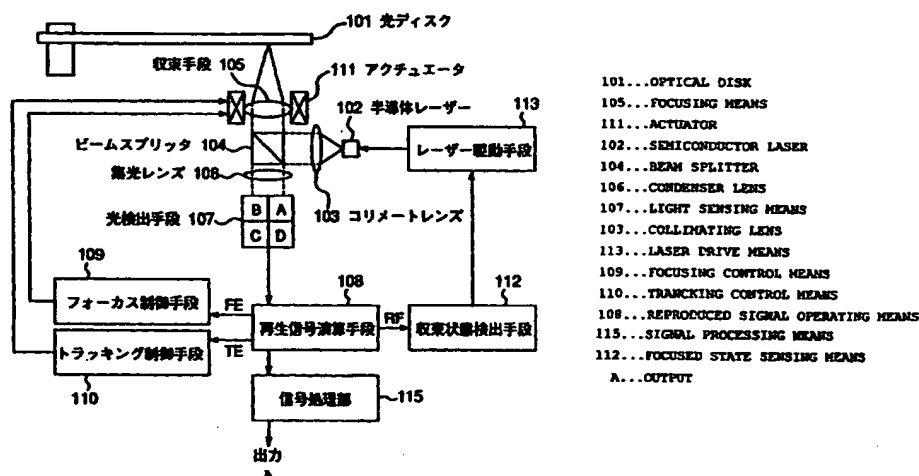 101 光ディスク
収束手段 105
111 アクチュエータ
102 半導体レーザー
113
ビームスプリッタ 104
レーザー駆動手段
集光レンズ 106
光検出手段 107
B A
C D
103 コリメートレンズ
109
フォーカス制御手段
FE
108
再生信号演算手段
RF
112
収束状態検出手段
TE
トラッキング制御手段
110
信号処理部
115
出力
A
101...OPTICAL DISK
105...FOCUSING MEANS
111...ACTUATOR
102...SEMICONDUCTOR LASER
104...BEAM SPLITTER
106...CONDENSER LENS
107...LIGHT SENSING MEANS
103...COLLIMATING LENS
113...LASER DRIVE MEANS
109...FOCUSING CONTROL MEANS
110...TRANCKING CONTROL MEANS
108...REPRODUCED SIGNAL OPERATING MEANS
115...SIGNAL PROCESSING MEANS
112...FOCUSED STATE SENSING MEANS
A...OUTPUT